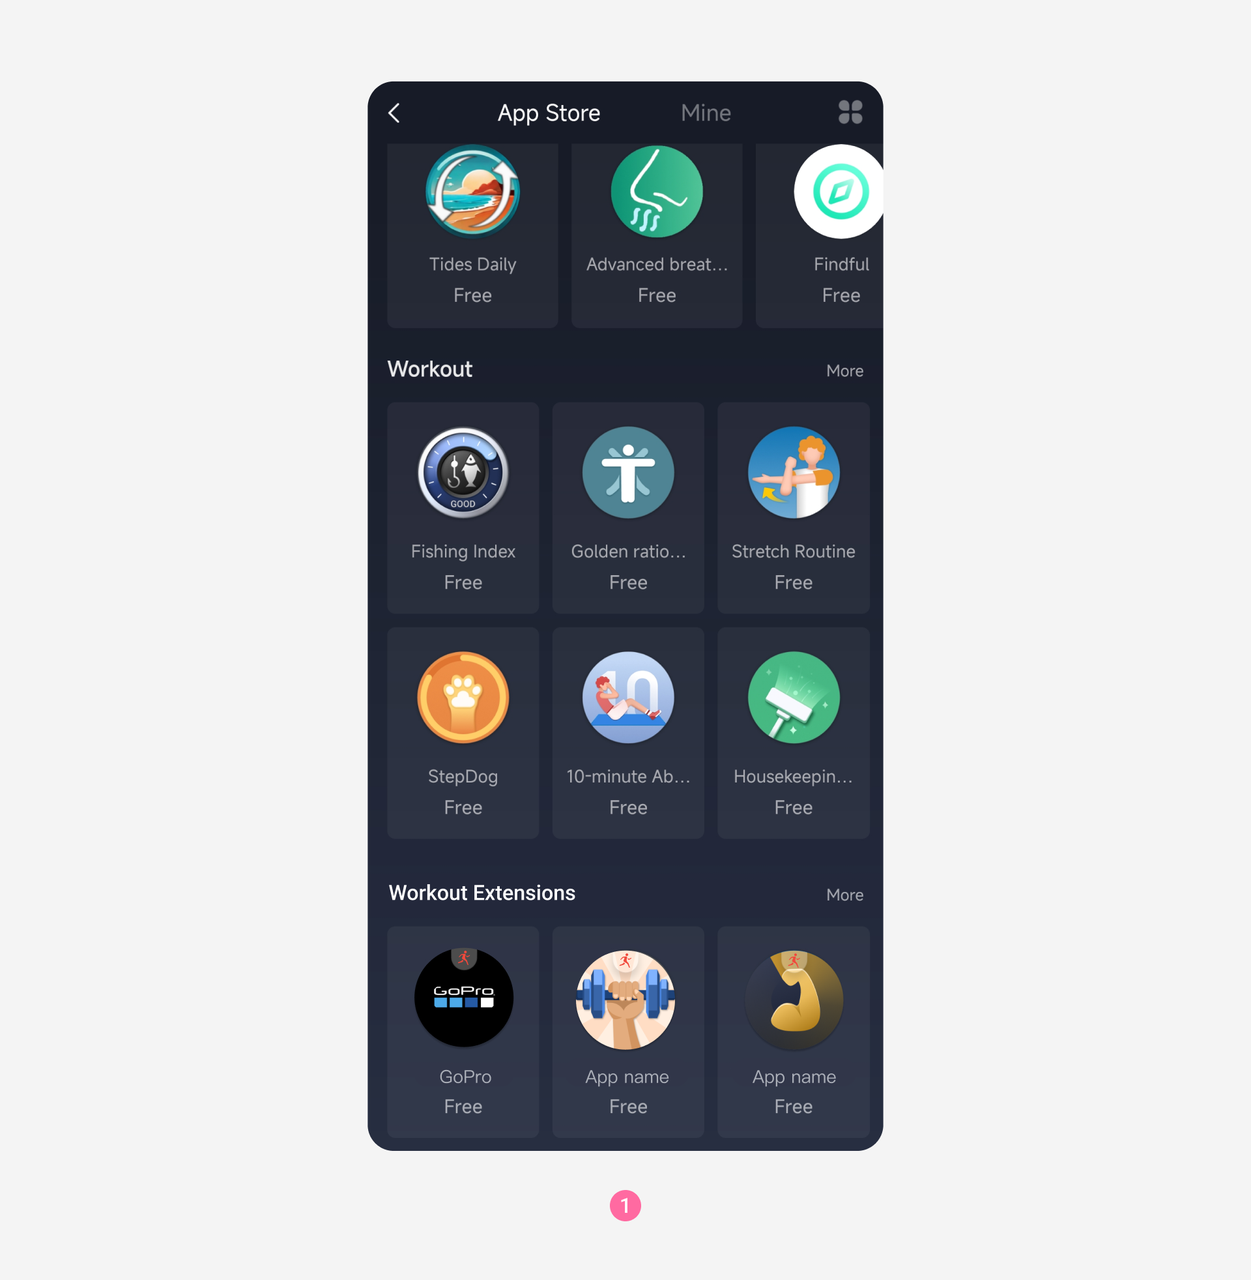 App Store Mine
Tides Daily Advanced breat... Findful
Free Free Free
Workout More
GOOD
Fishing Index Golden ratio... Stretch Routine
Free Free Free
10
StepDog 10-minute Ab... Housekeepin...
Free Free Free
Workout Extensions More
GoPro
GoPro App name App name
Free Free Free
1